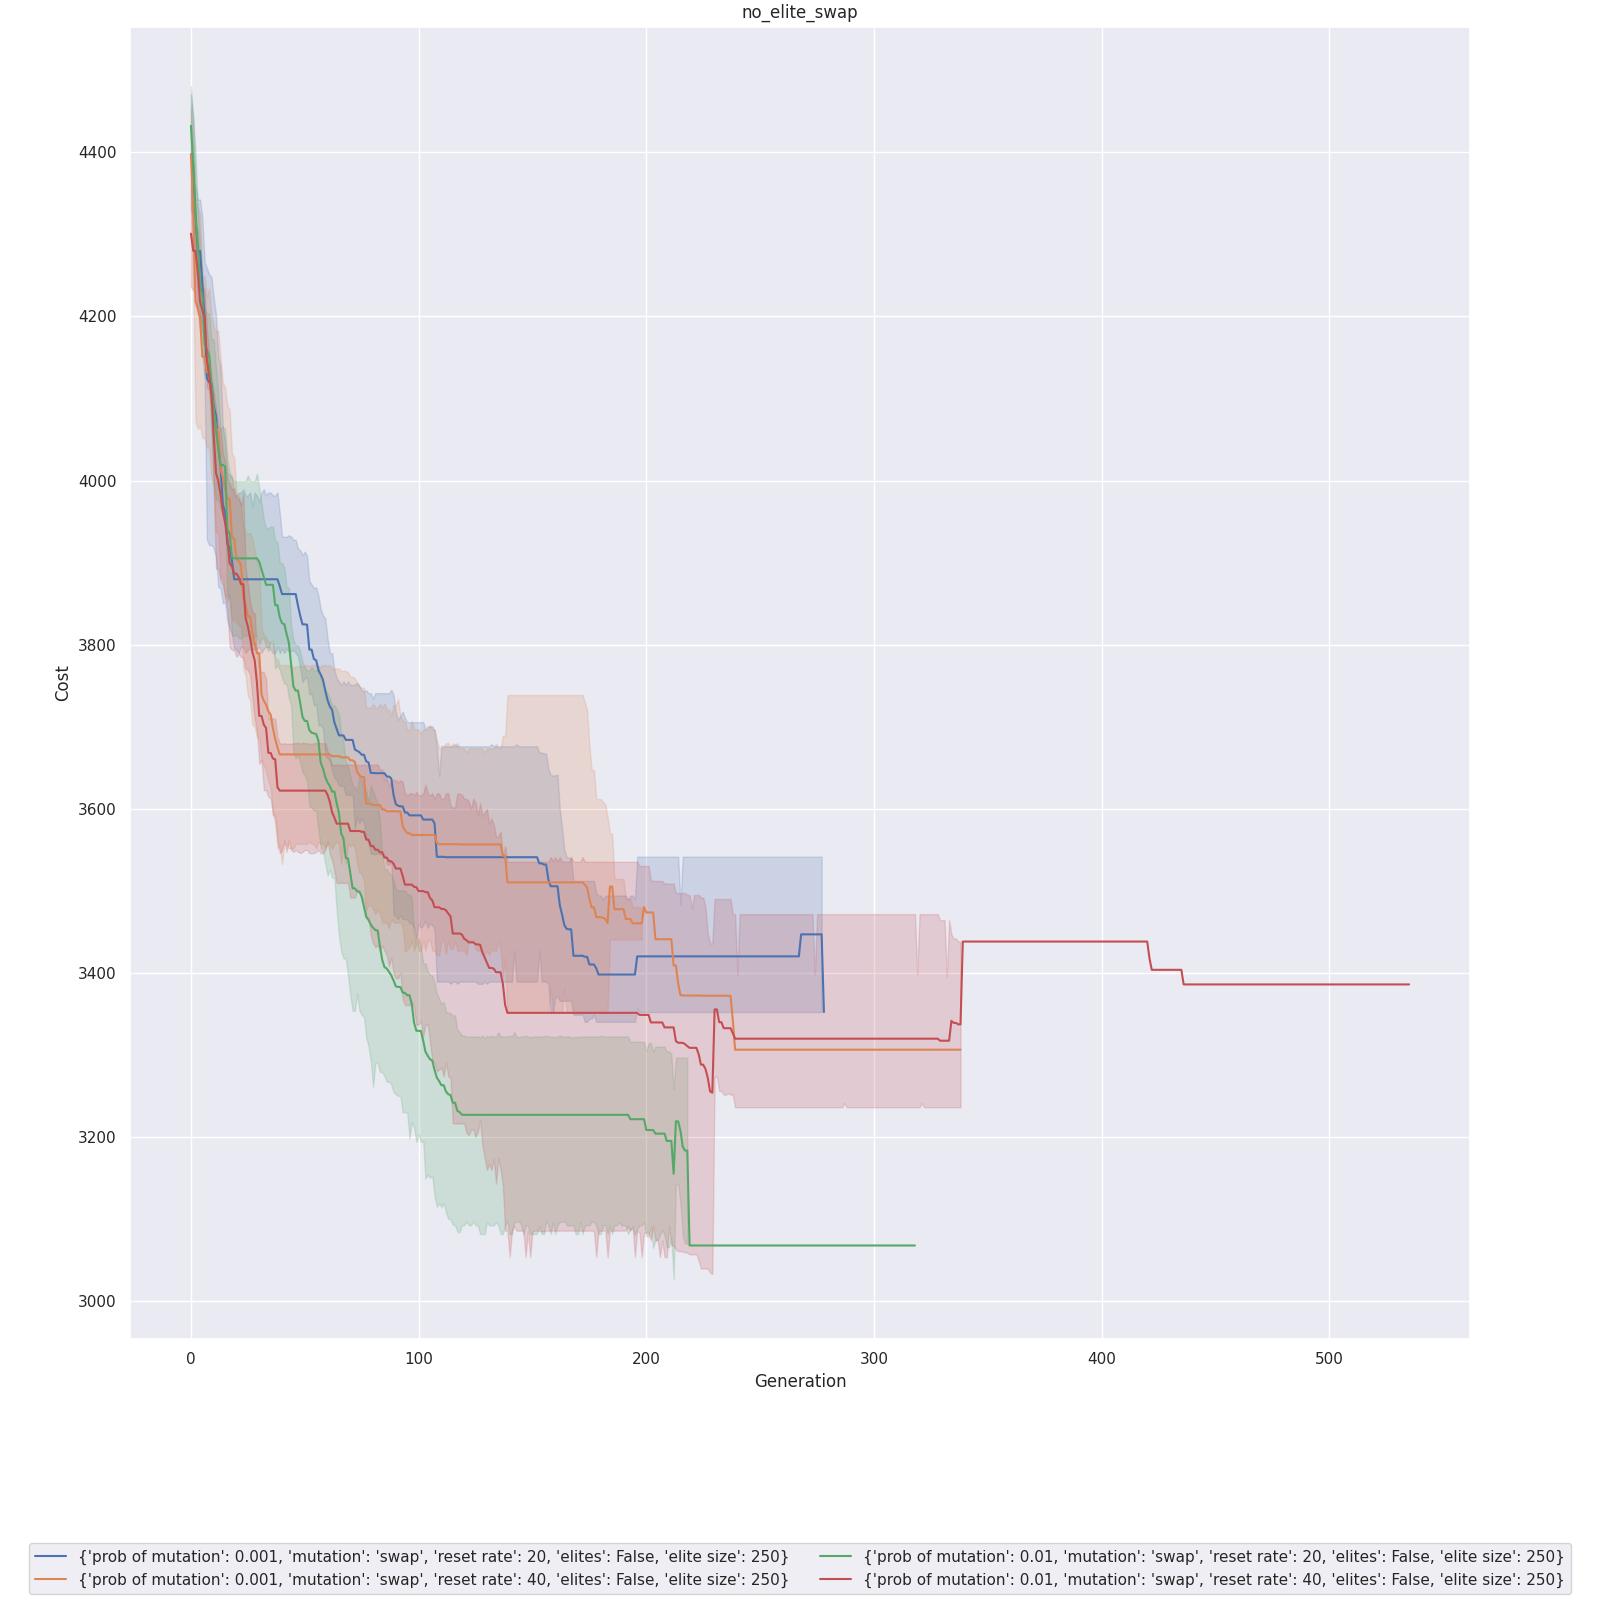 no_elite_swap
4400
4200
4000
3800
3600
3400
3200
3000
Cost
0 100 200 300 400 500
Generation
{'prob of mutation': 0.001, 'mutation': 'swap', 'reset rate': 20, 'elites': False, 'elite size': 250}
{'prob of mutation': 0.001, 'mutation': 'swap', 'reset rate': 40, 'elites': False, 'elite size': 250}
{'prob of mutation': 0.01, 'mutation': 'swap', 'reset rate': 20, 'elites': False, 'elite size': 250}
{'prob of mutation': 0.01, 'mutation': 'swap', 'reset rate': 40, 'elites': False, 'elite size': 250}